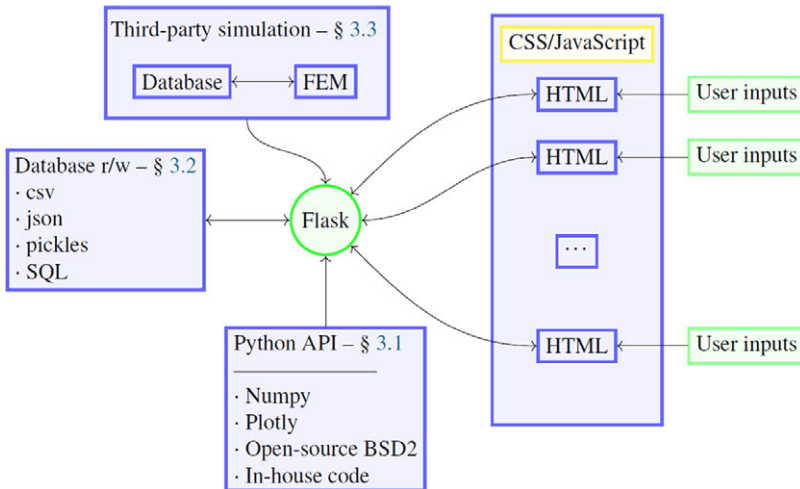 Third-party simulation – § 3.3
Database
FEM
Database r/w – § 3.2
· csv
· json
· pickles
· SQL
Flask
Python API – § 3.1
· Numpy
· Plotly
· Open-source BSD2
· In-house code
CSS/JavaScript
HTML
HTML
...
HTML
User inputs
User inputs
User inputs